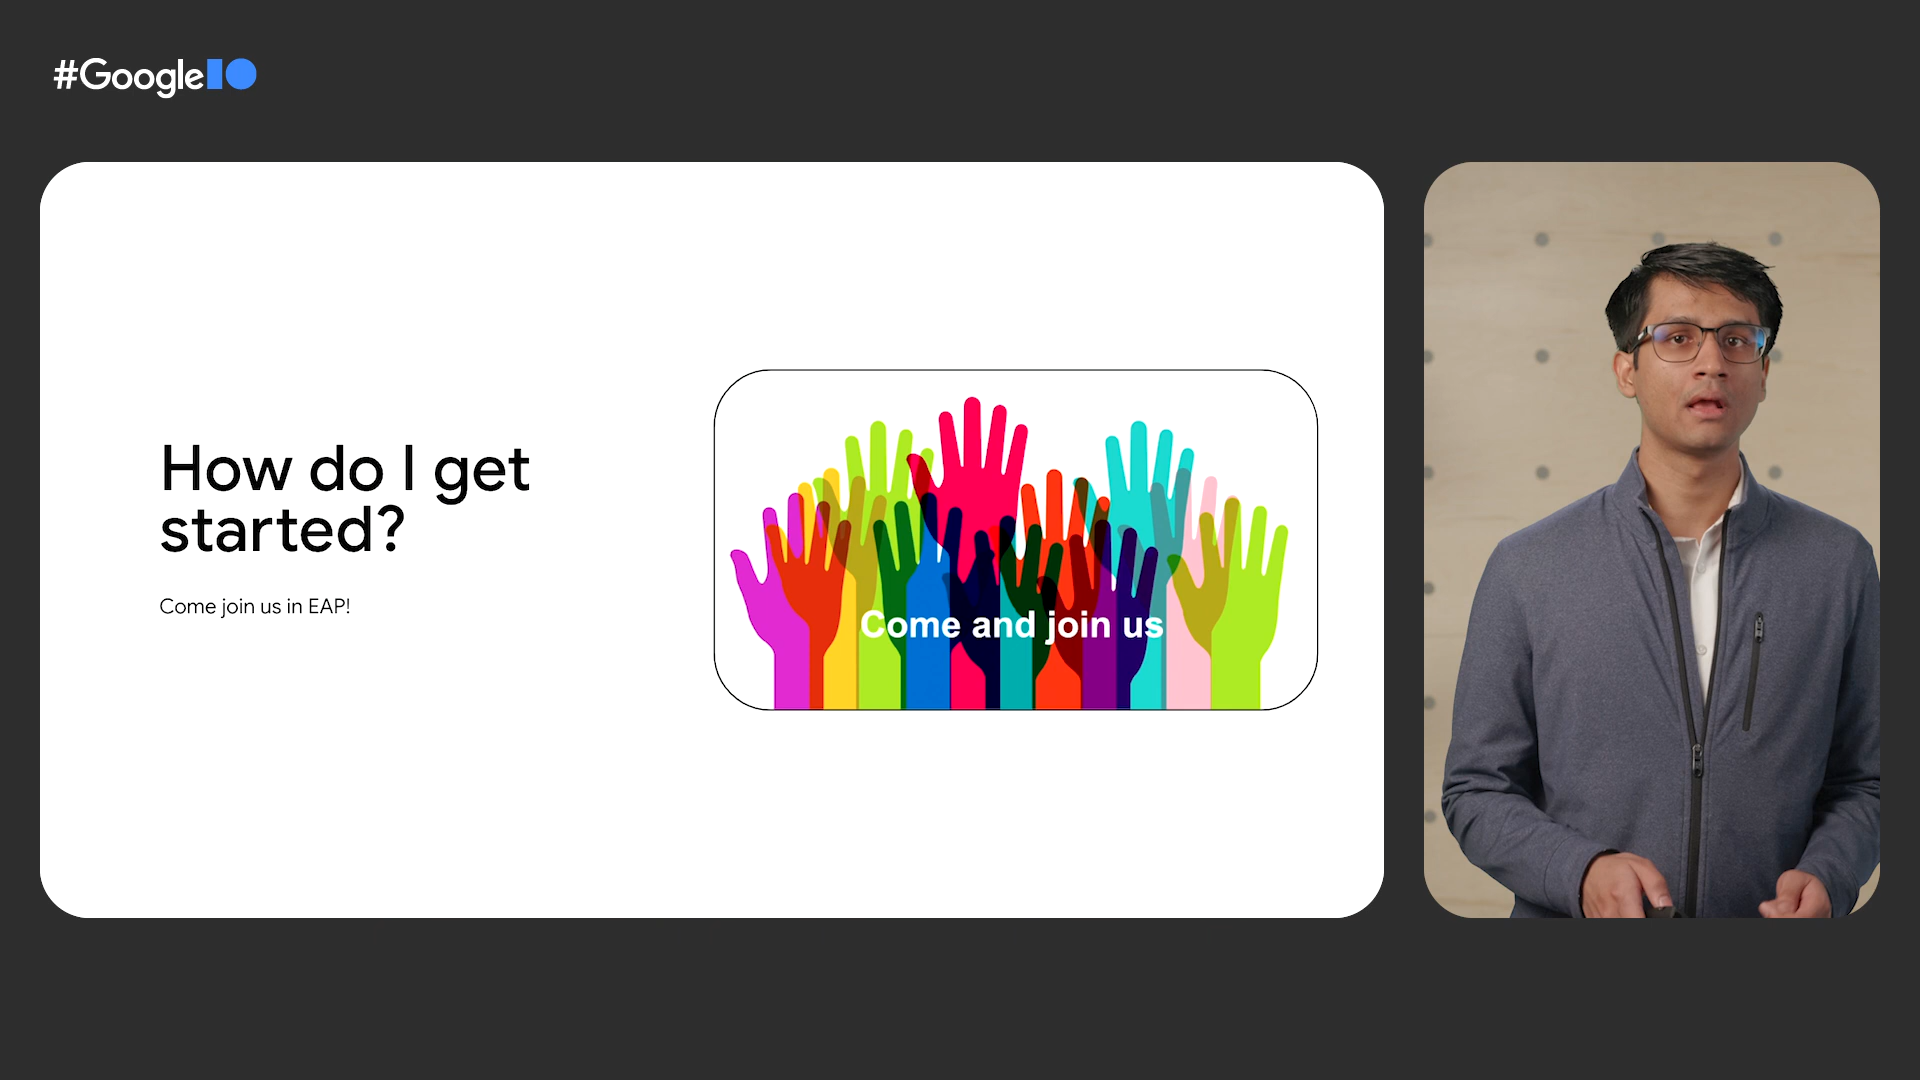 #GoogleIO
How do I get
started?
Come join us in EAP!
Come and join us